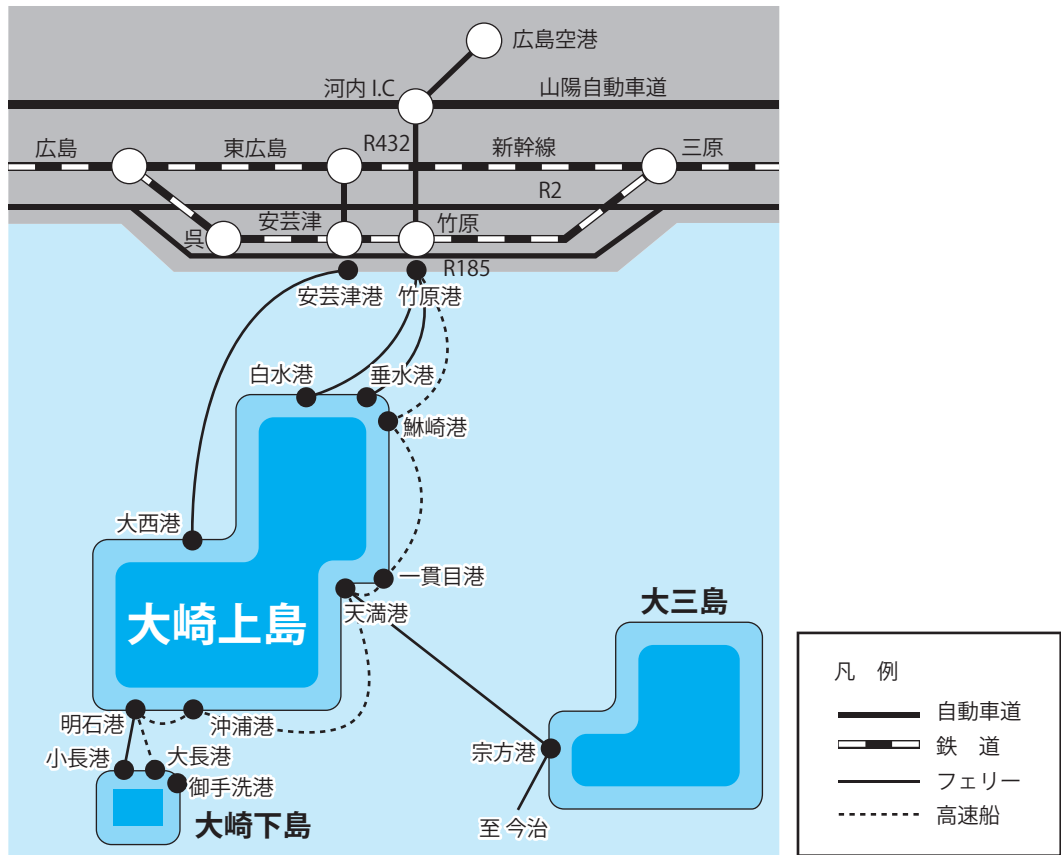 広島空港
河内 I.C
山陽自動車道
広島
東広島
R432
新幹線
三原
R2
呉
安芸津
竹原
R185
安芸津港
竹原港
白水港
垂水港
鮴崎港
大西港
一貫目港
天満港
大崎上島
大三島
明石港
沖浦港
小長港
大長港
御手洗港
大崎下島
宗方港
至 今治
凡 例
自動車道
鉄 道
フェリー
高速船